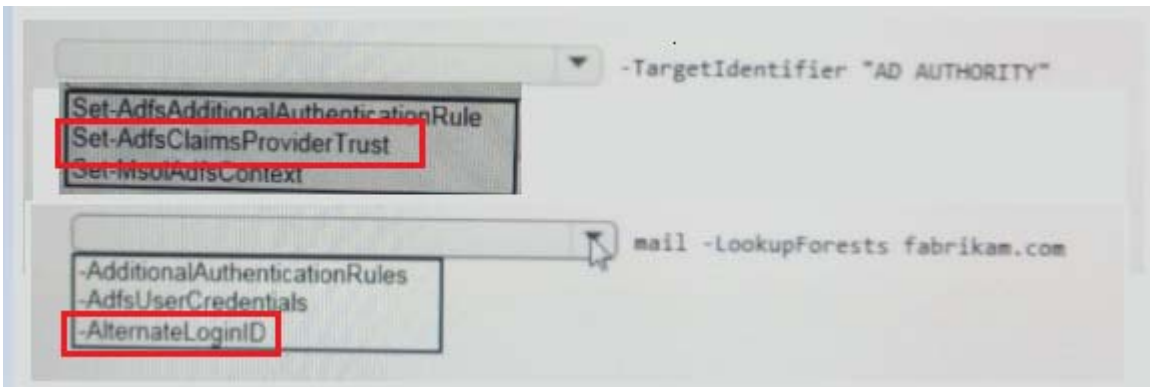 -TargetIdentifier "AD AUTHORITY"
Set-AdfsAdditionalAuthenticationRule
Set-AdfsClaimsProviderTrust
Set-MsolAdfsContext
mail -LookupForests fabrikam.com
-AdditionalAuthenticationRules
-AdfsUserCredentials
-AlternateLoginID